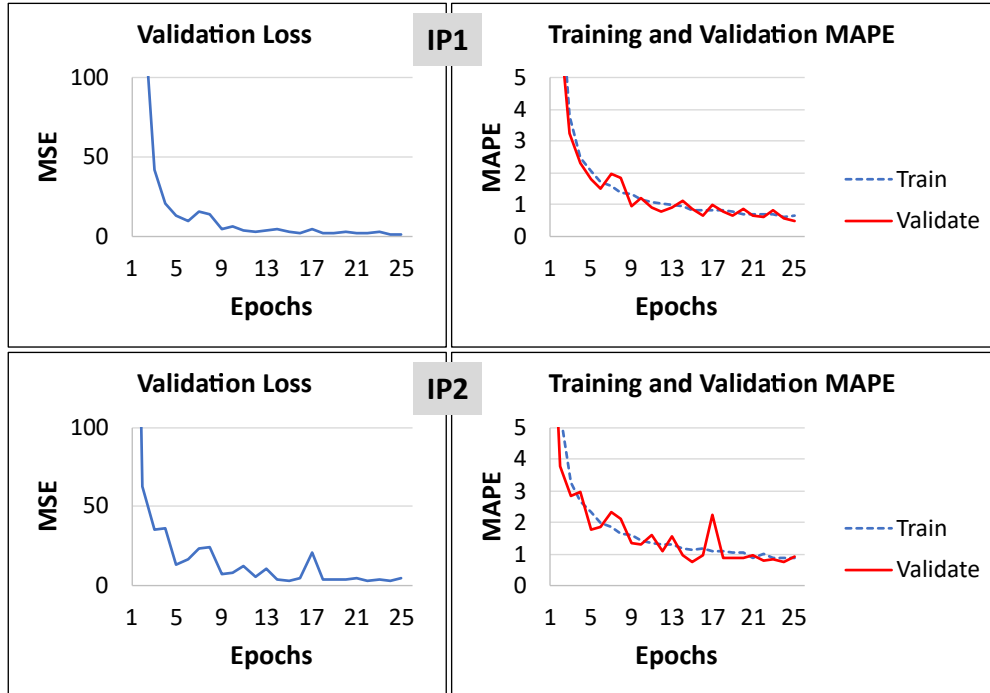 Validation Loss
IP1
Training and Validation MAPE
100
50
0
MSE
1 5 9 13 17 21 25
Epochs
5
4
3
2
1
0
MAPE
1 5 9 13 17 21 25
Epochs
Train
Validate
Validation Loss
IP2
Training and Validation MAPE
100
50
0
MSE
1 5 9 13 17 21 25
Epochs
5
4
3
2
1
0
MAPE
1 5 9 13 17 21 25
Epochs
Train
Validate